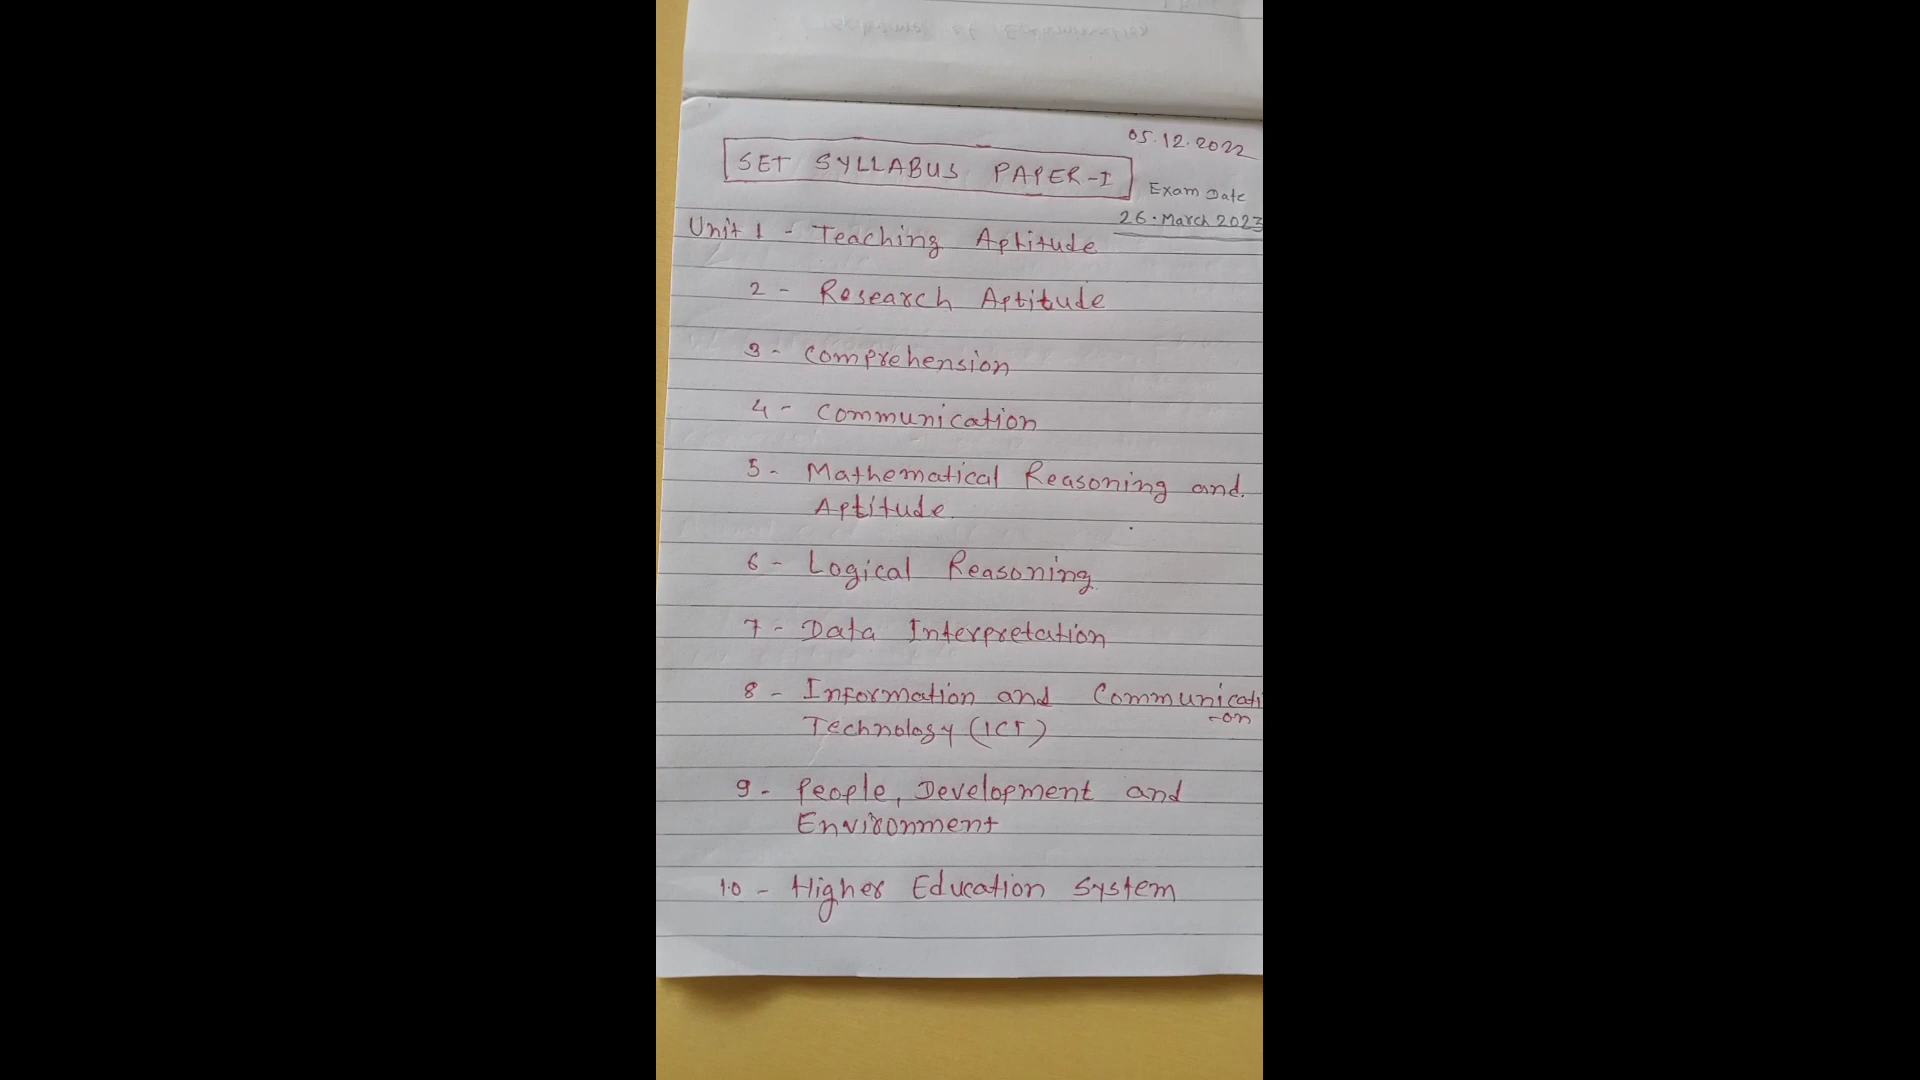 05.12.2022
SET SYLLABUS PAPER-I
Exam Date
26. March 2023
Unit 1 - Teaching Aptitude
2 - Research Aptitude
3 - Comprehension
4 - Communication
5 - Mathematical Reasoning and
Aptitude
6 - Logical Reasoning
7 - Data Interpretation
8 - Information and Communicati
-on
Technology (ICT)
9 - People, Development and
Environment
10 - Higher Education System